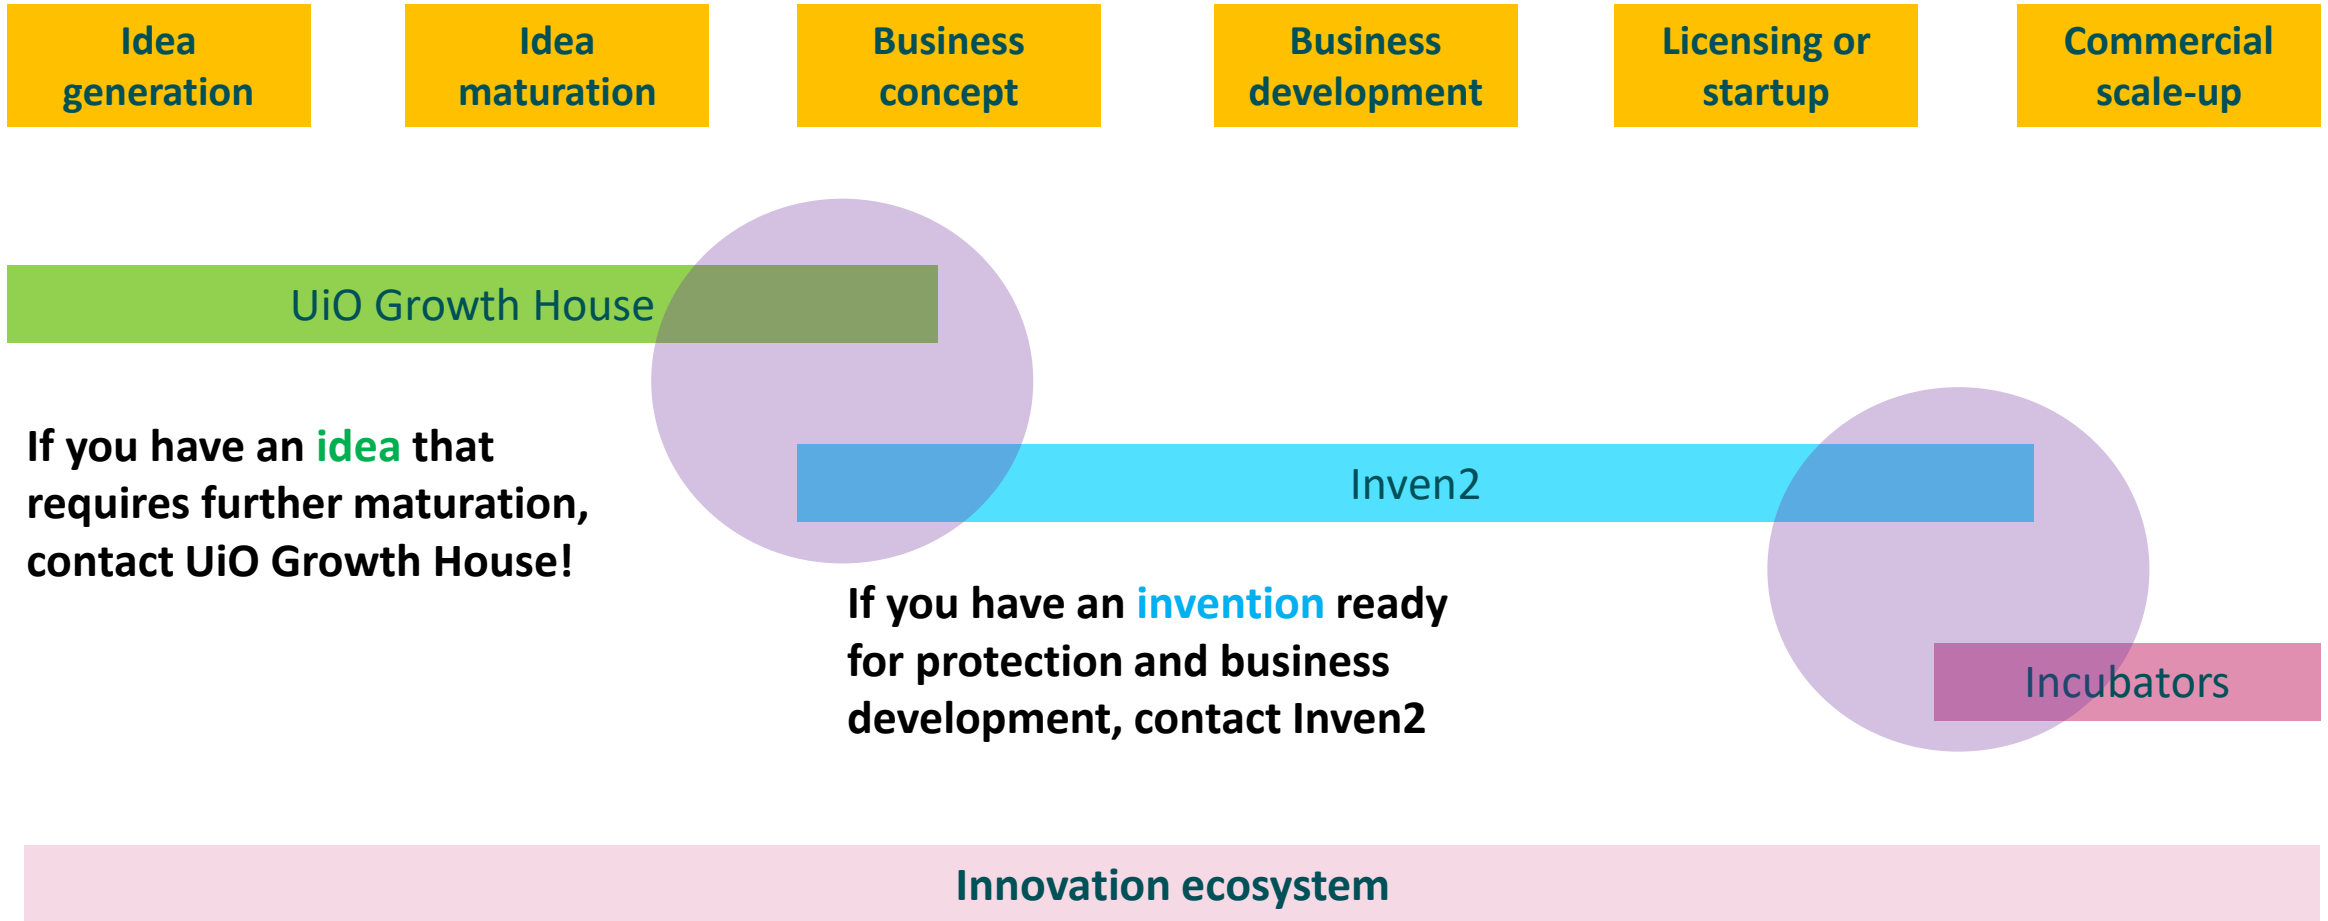 Idea
generation
Idea
maturation
Business
concept
Business
development
Licensing or
startup
Commercial
scale-up
UiO Growth House
If you have an idea that
requires further maturation,
contact UiO Growth House!
Inven2
If you have an invention ready
for protection and business
development, contact Inven2
Incubators
Innovation ecosystem